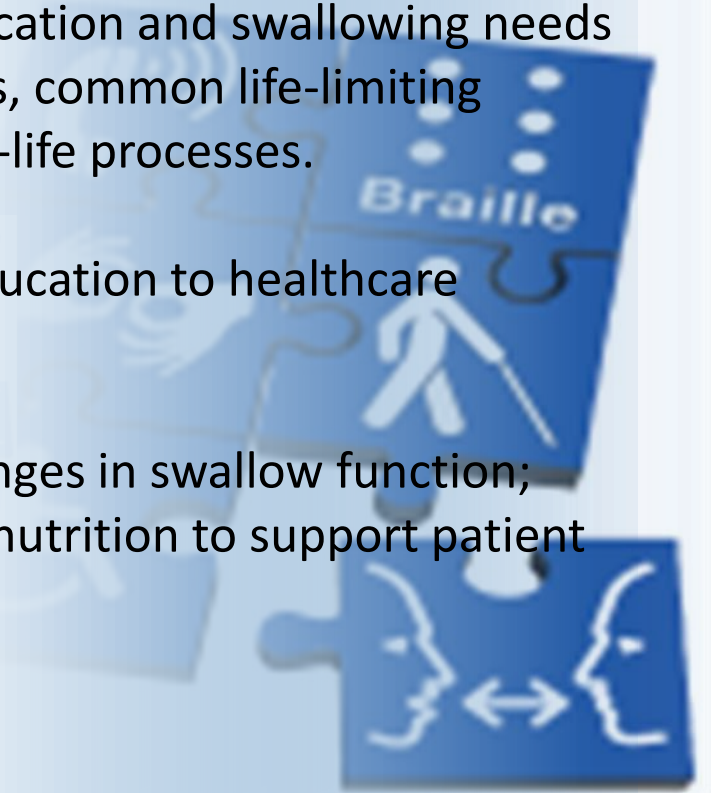 cation and swallowing needs
s, common life-limiting
-life processes.
Braille
ucation to healthcare
nges in swallow function;
nutrition to support patient